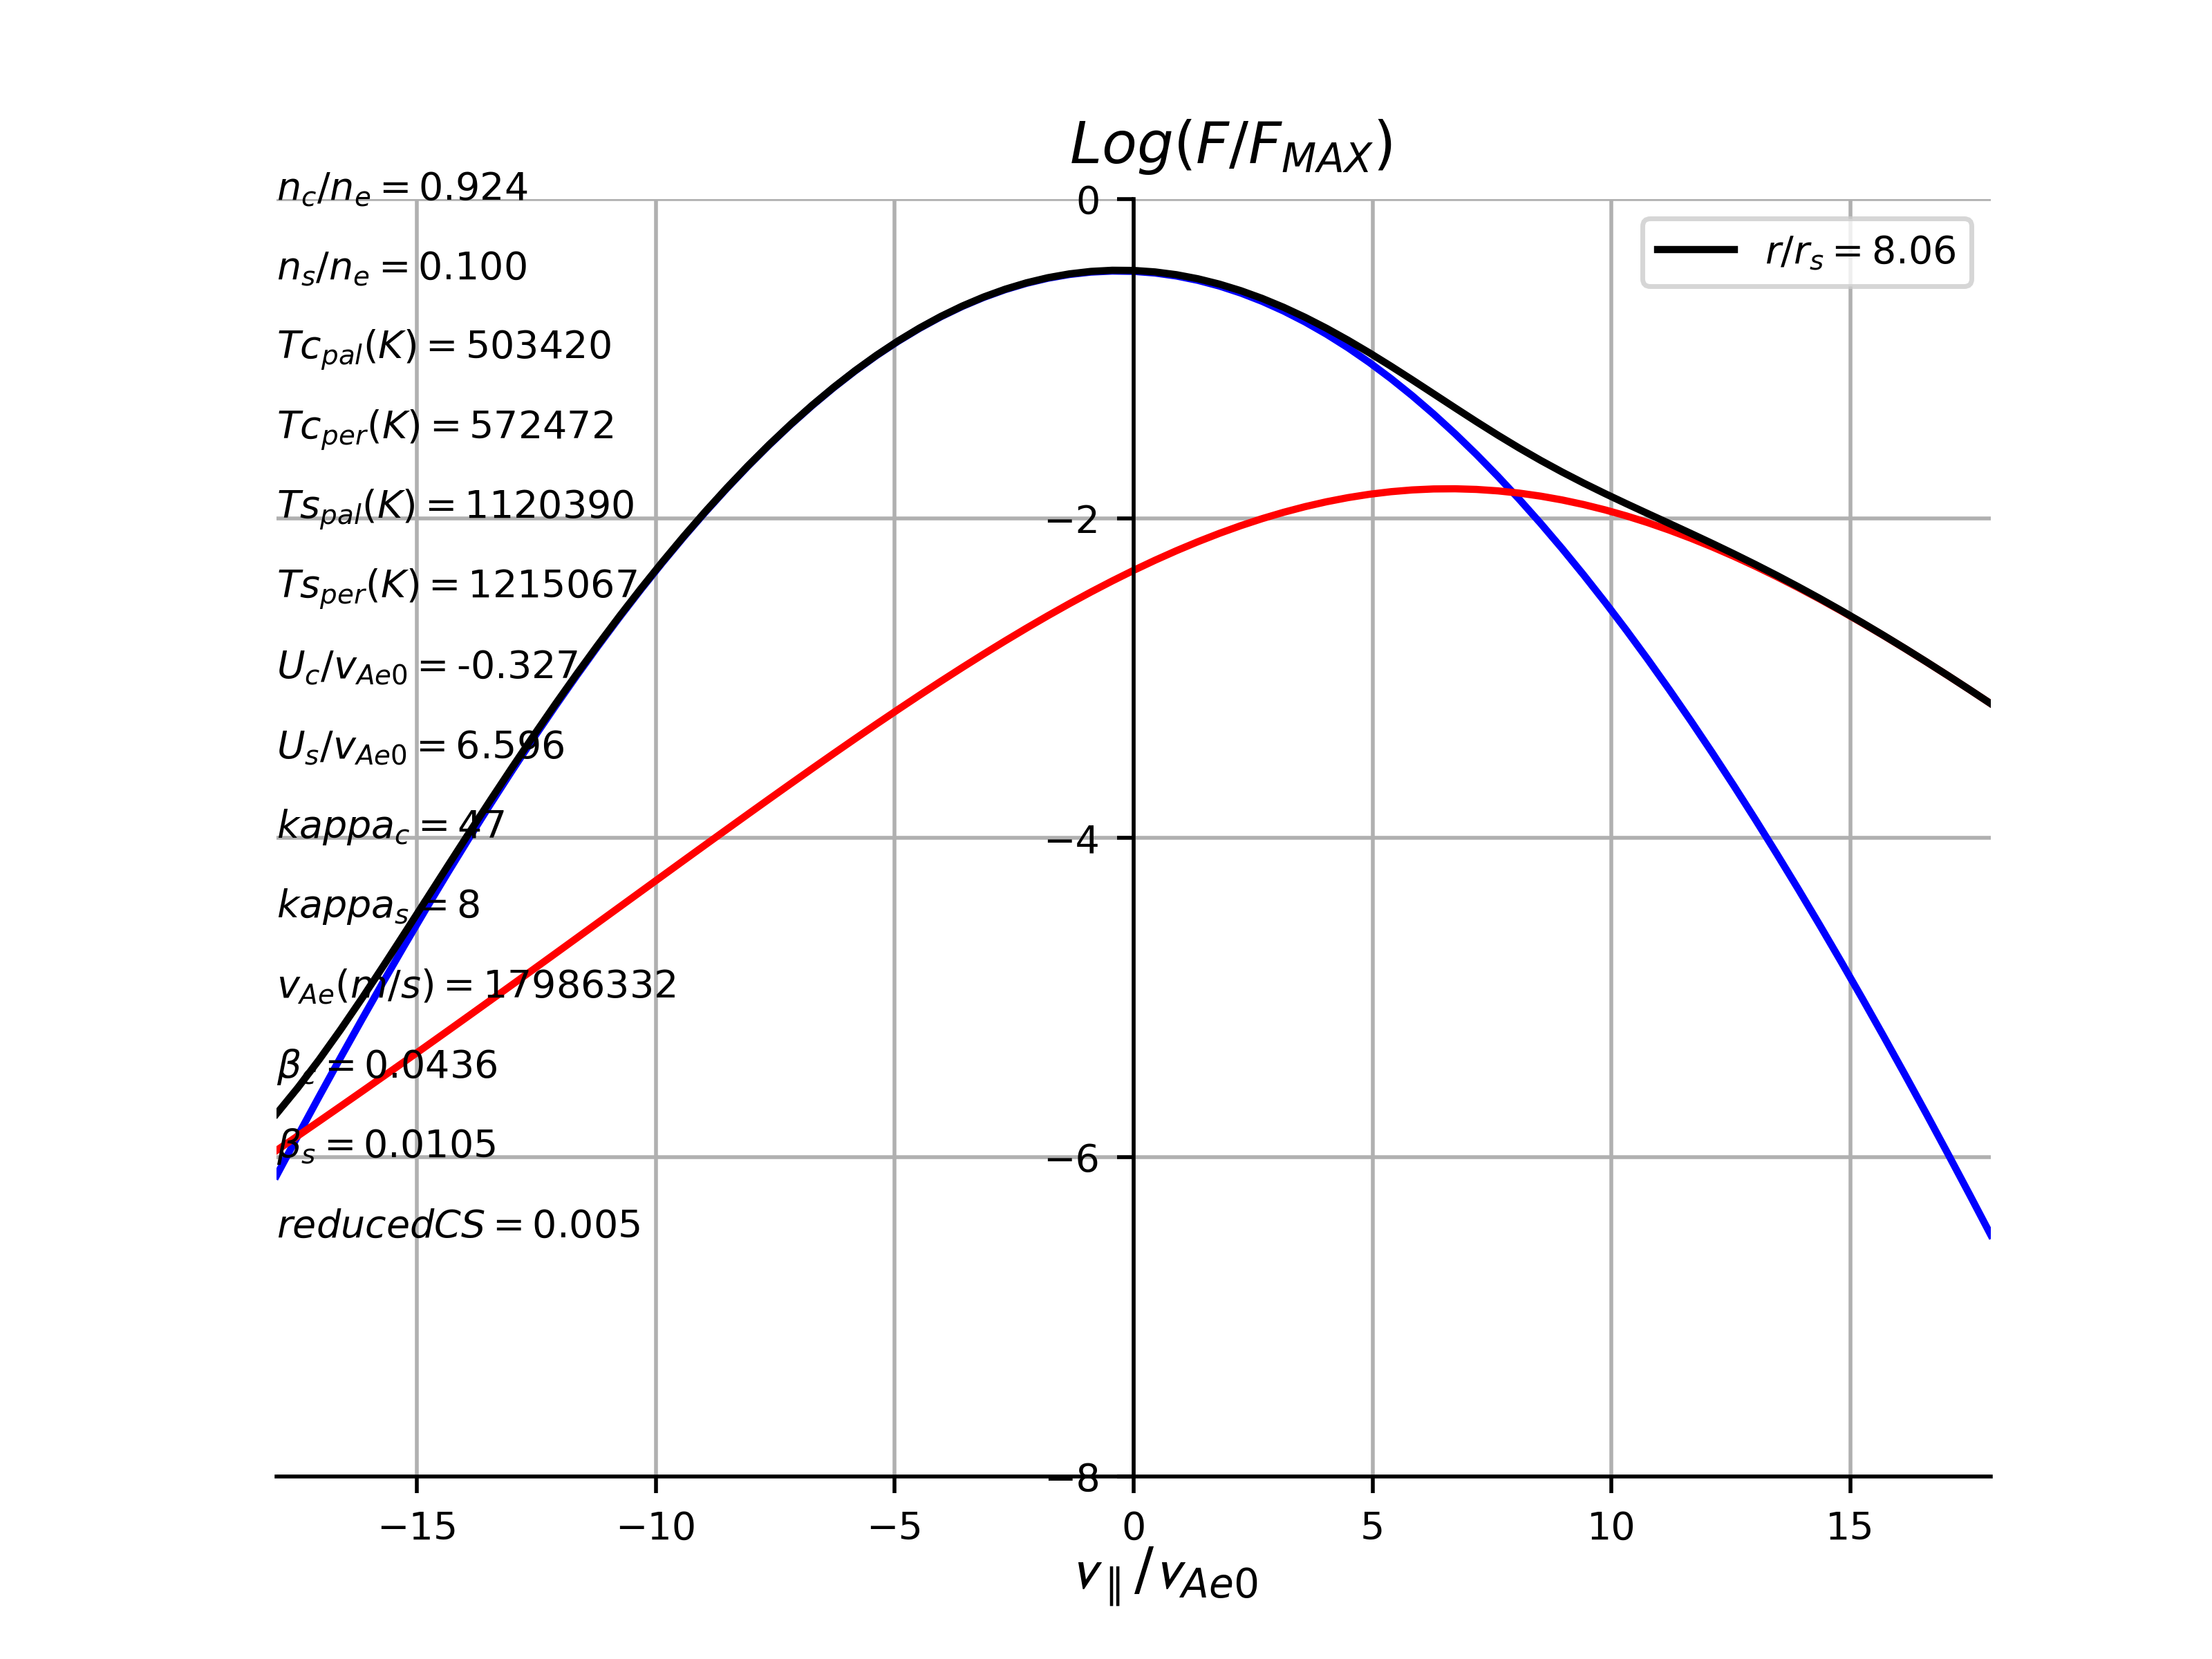 Log(F/F_MAX)
n_c/n_e = 0.924
n_s/n_e = 0.100
Tc_pal(K) = 503420
Tc_per(K) = 572472
Ts_pal(K) = 1120390
Ts_per(K) = 1215067
U_c/v_Ae0 = -0.327
U_s/v_Ae0 = 6.596
kappa_c = 47
kappa_s = 8
v_Ae(m/s) = 17986332
β_c = 0.0436
β_s = 0.0105
reducedCS = 0.005
r/r_s = 8.06
0
−2
−4
−6
−8
−15 −10 −5 0 5 10 15
v_∥/v_Ae0